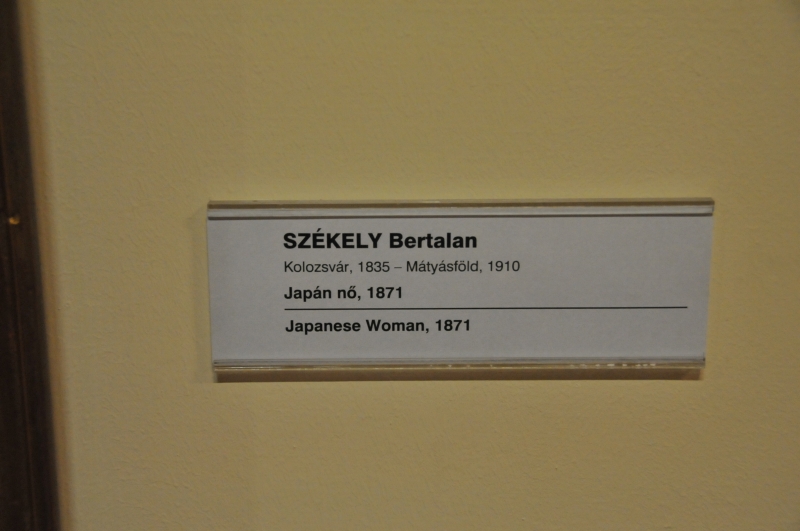 SZÉKELY Bertalan
Kolozsvár, 1835 – Mátyásföld, 1910
Japán nő, 1871
Japanese Woman, 1871